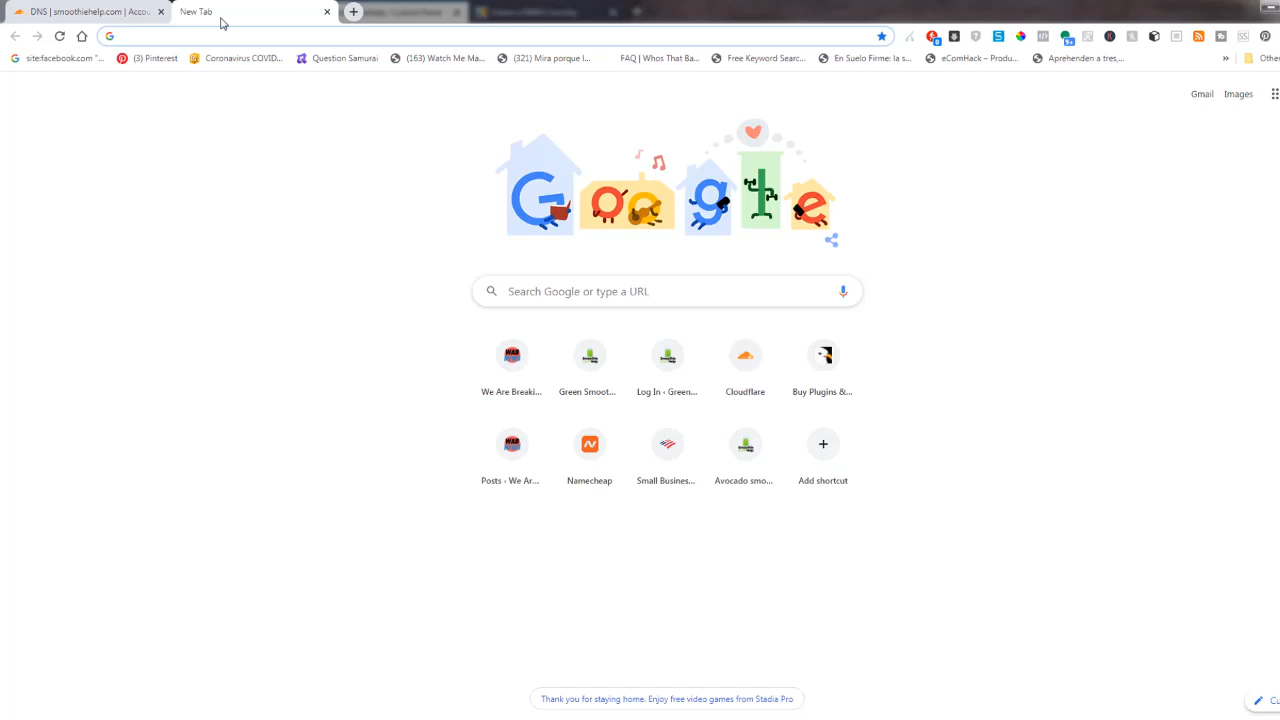 DNS | smoothiehelp.com | Accou
New Tab
site:facebook.com "...
(3) Pinterest
Coronavirus COVID...
Question Samurai
(163) Watch Me Ma...
(321) Mira porque l...
FAQ | Whos That Ba...
Free Keyword Searc...
En Suelo Firme: la s...
eComHack – Produ...
Aprehenden a tres,...
»
Other
Gmail
Images
Google
Search Google or type a URL
We Are Breaki...
Green Smoot...
Log In ‹ Green...
Cloudflare
Buy Plugins &...
Posts ‹ We Ar...
Namecheap
Small Busines...
Avocado smo...
Add shortcut
Thank you for staying home. Enjoy free video games from Stadia Pro
Cu